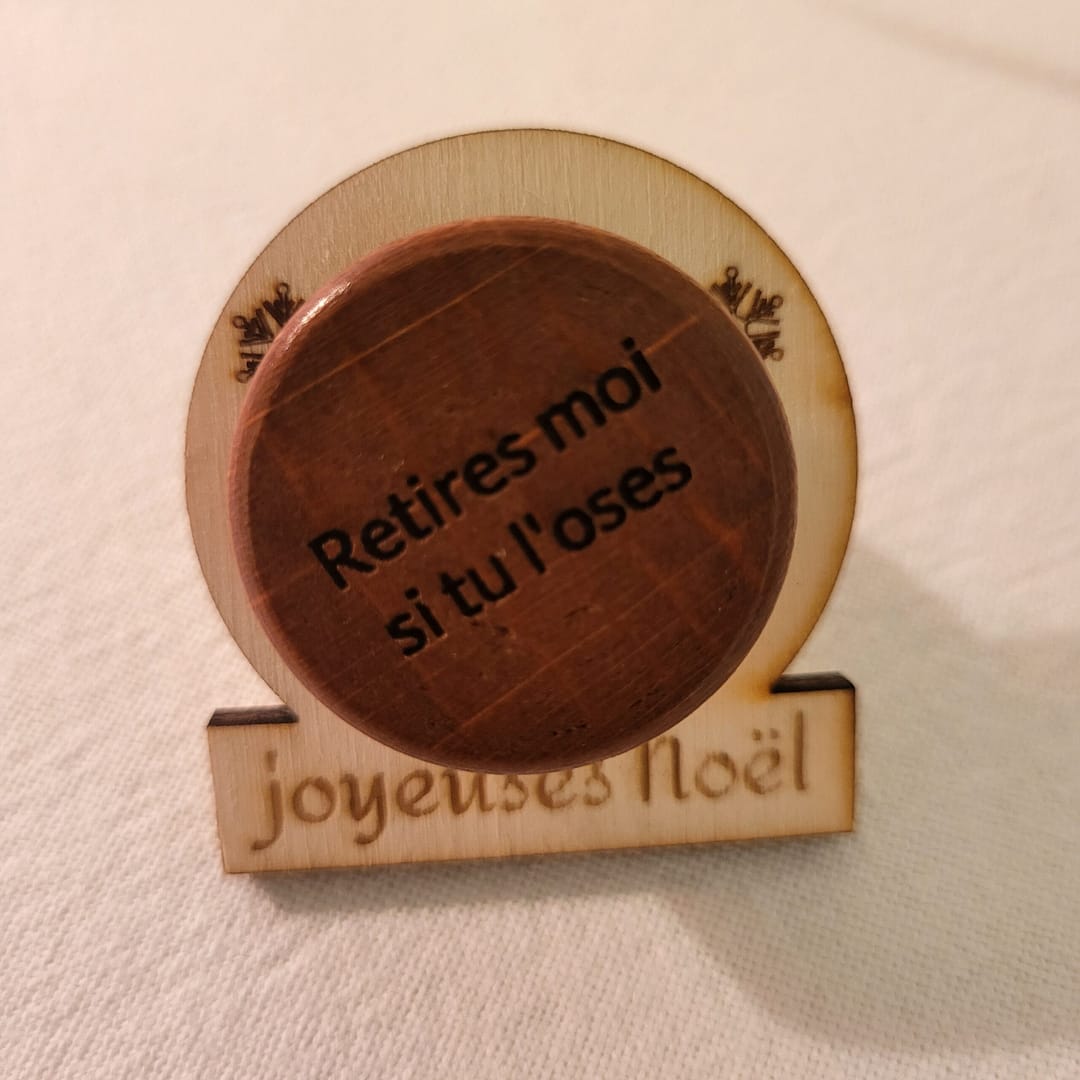 Retires moi
si tu l'oses
joyeuses Noël